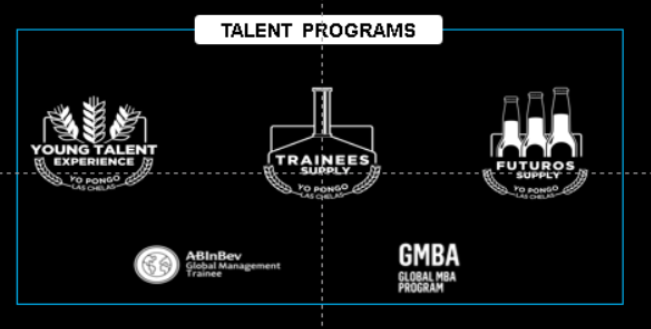 TALENT PROGRAMS
YOUNG TALENT
EXPERIENCE
YO PONGO
LAS CHELAS
TRAINEES
SUPPLY
YO PONGO
LAS CHELAS
FUTUROS
SUPPLY
YO PONGO
LAS CHELAS
ABInBev
Global Management
Trainee
GMBA
GLOBAL MBA
PROGRAM